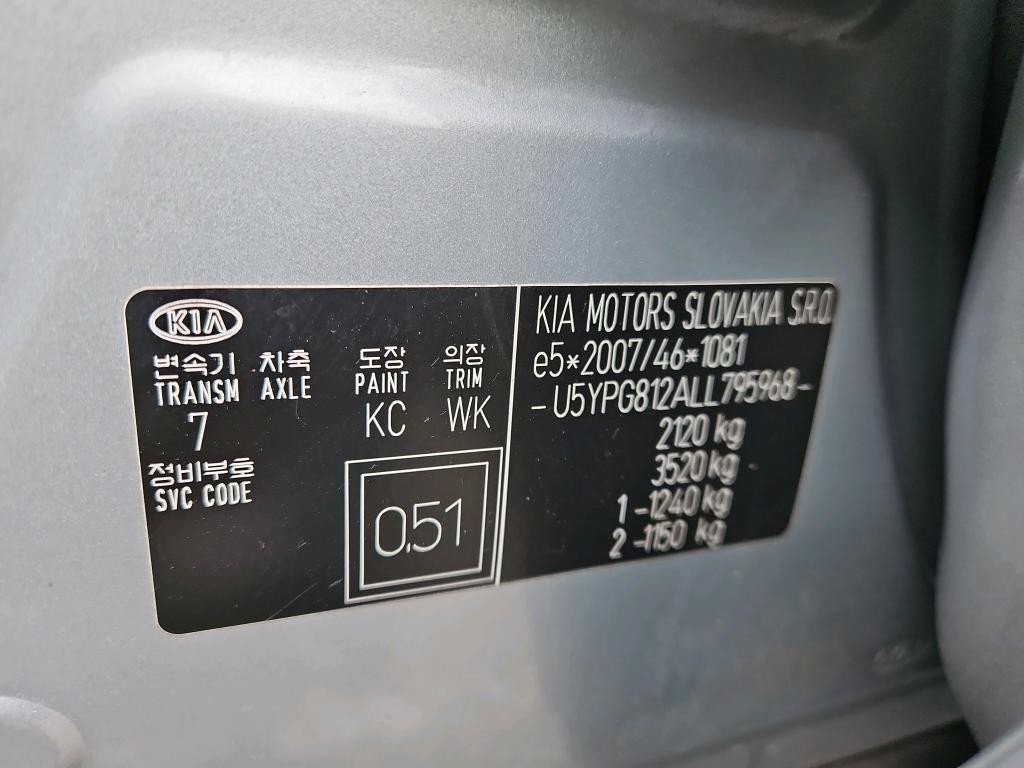 KIA
변속기 차축 도장 의장
TRANSM AXLE PAINT TRIM
7 KC WK
정비부호
SVC CODE
0.51
KIA MOTORS SLOVAKIA S.R.O.
e5*2007/46*1081
-U5YPG812ALL795968-
2120 kg
3520 kg
1 -1240 kg
2 -1150 kg